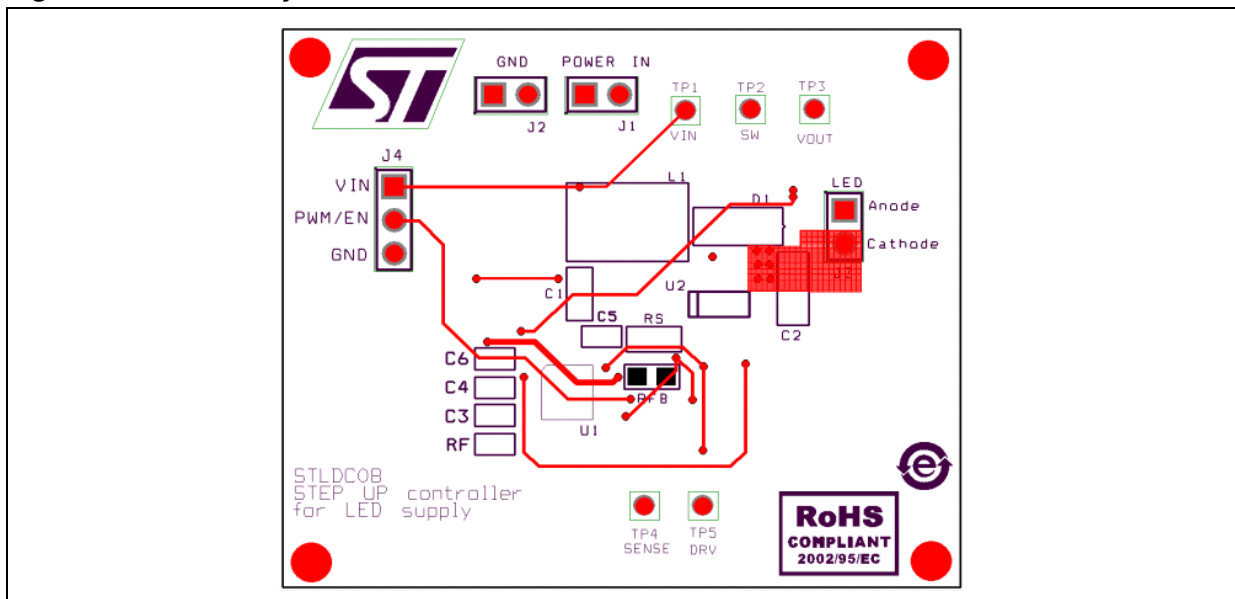 ST
GND
POWER IN
J2
J1
TP1
TP2
TP3
VIN
SW
VOUT
J4
VIN
PWM/EN
GND
L1
D1
LED
Anode
Cathode
J3
C1
U2
C2
C5
RS
C6
C4
C3
RF
RFB
U1
STLDC08
STEP UP controller
for LED supply
TP4
SENSE
TP5
DRV
e
RoHS
COMPLIANT
2002/95/EC